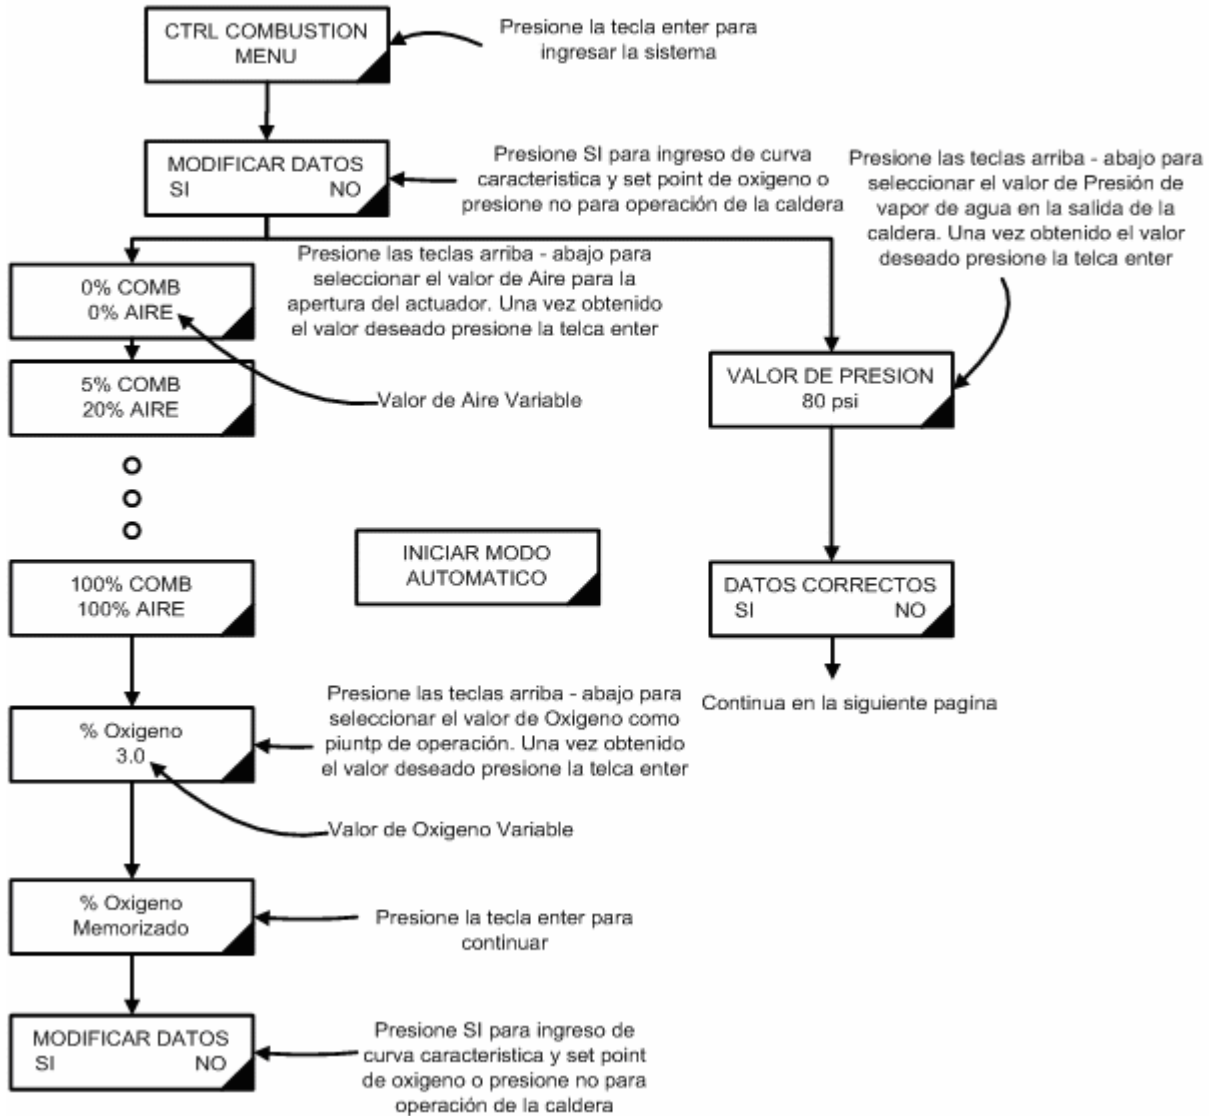 CTRL COMBUSTION
MENU
Presione la tecla enter para
ingresar la sistema
MODIFICAR DATOS
SI NO
Presione SI para ingreso de curva
caracteristica y set point de oxigeno o
presione no para operación de la caldera
Presione las teclas arriba - abajo para
seleccionar el valor de Presión de
vapor de agua en la salida de la
caldera. Una vez obtenido el valor
deseado presione la telca enter
0% COMB
0% AIRE
Presione las teclas arriba - abajo para
seleccionar el valor de Aire para la
apertura del actuador. Una vez obtenido
el valor deseado presione la telca enter
5% COMB
20% AIRE
Valor de Aire Variable
VALOR DE PRESION
80 psi
100% COMB
100% AIRE
INICIAR MODO
AUTOMATICO
DATOS CORRECTOS
SI NO
Continua en la siguiente pagina
% Oxigeno
3.0
Presione las teclas arriba - abajo para
seleccionar el valor de Oxigeno como
piuntp de operación. Una vez obtenido
el valor deseado presione la telca enter
Valor de Oxigeno Variable
% Oxigeno
Memorizado
Presione la tecla enter para
continuar
MODIFICAR DATOS
SI NO
Presione SI para ingreso de
curva caracteristica y set point
de oxigeno o presione no para
operación de la caldera